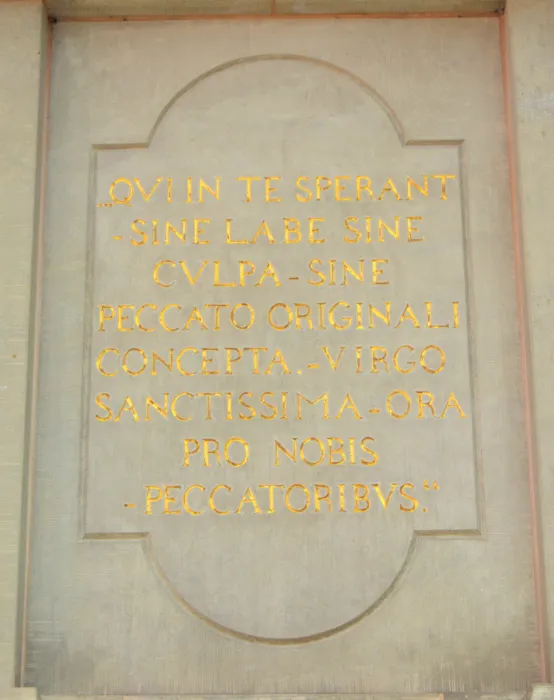 „QVI IN TE SPERANT
-SINE LABE SINE
CVLPA-SINE
PECCATO ORIGINALI
CONCEPTA.-VIRGO
SANCTISSIMA-ORA
PRO NOBIS
-PECCATORIBVS.“